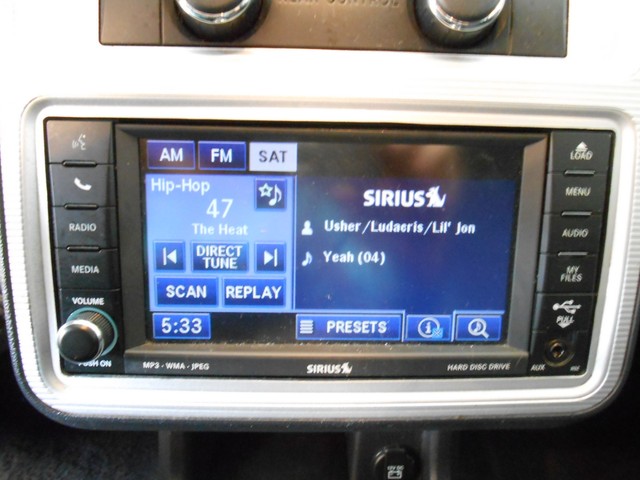 REAR CONTROL
LOAD
RADIO
MEDIA
VOLUME
PUSH ON
AM FM SAT
Hip-Hop
47
The Heat
DIRECT
TUNE
SCAN REPLAY
5:33
SIRIUS
Usher/Ludacris/Lil' Jon
Yeah (04)
PRESETS
MENU
AUDIO
MY
FILES
PULL
MP3 - WMA - JPEG
SIRIUS
HARD DISC DRIVE
AUX